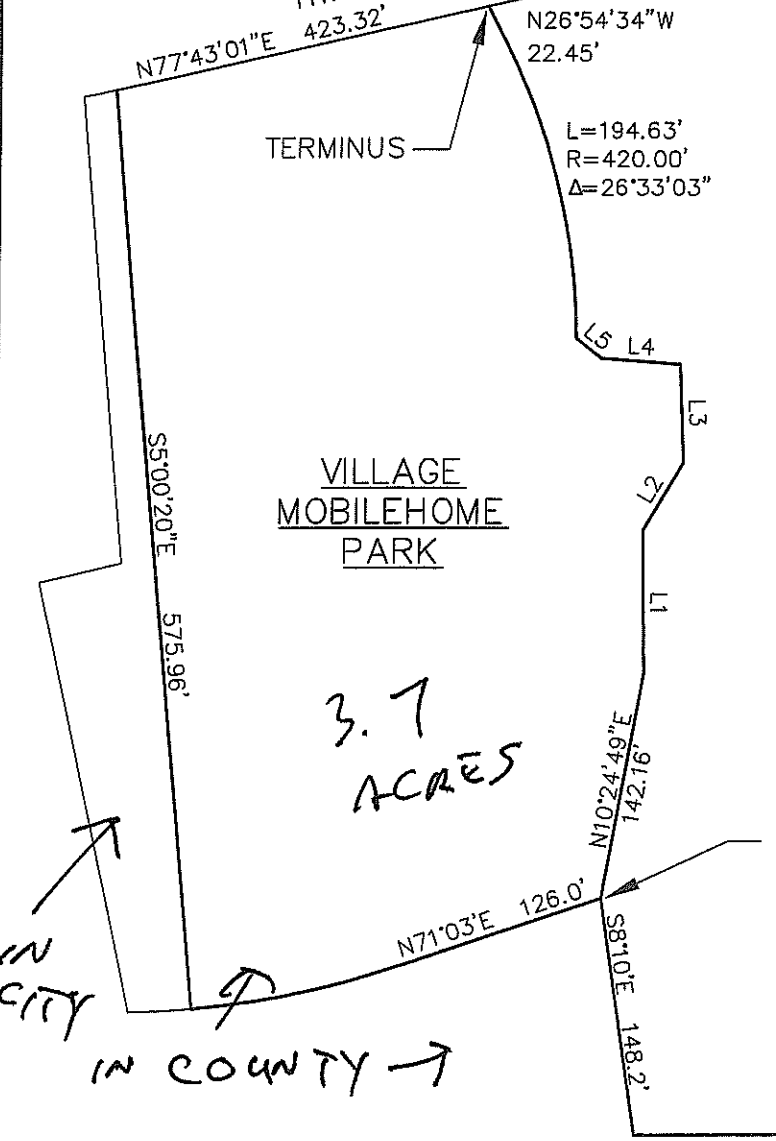 N77°43'01"E 423.32'
N26°54'34"W
22.45'
TERMINUS
L=194.63'
R=420.00'
Δ=26°33'03"
L5
L4
L3
L2
L1
S5°00'20"E 575.96'
VILLAGE
MOBILEHOME
PARK
3.7
ACRES
N10°24'49"E
142.16'
N71°03'E 126.0'
S8°10'E 148.2'
IN
CITY
IN COUNTY →